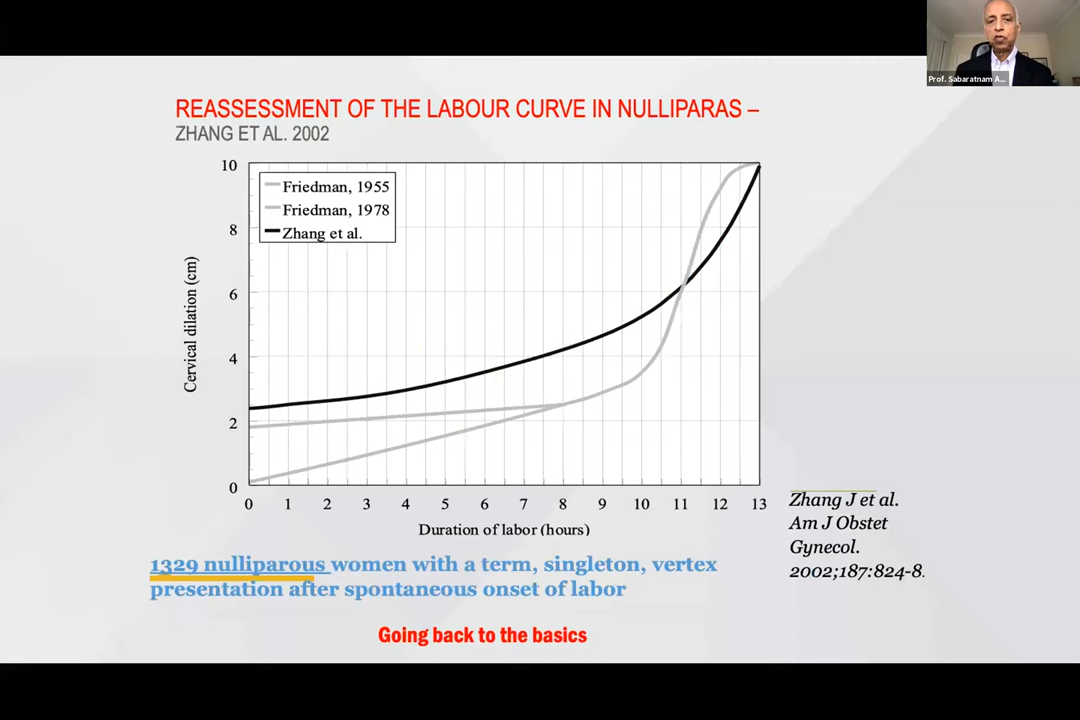 Prof. Sabaratnam A...
REASSESSMENT OF THE LABOUR CURVE IN NULLIPARAS –
ZHANG ET AL. 2002
10
8
6
4
2
0
Cervical dilation (cm)
Friedman, 1955
Friedman, 1978
Zhang et al.
0 1 2 3 4 5 6 7 8 9 10 11 12 13
Duration of labor (hours)
Zhang J et al.
Am J Obstet
Gynecol.
2002;187:824-8.
1329 nulliparous women with a term, singleton, vertex
presentation after spontaneous onset of labor
Going back to the basics